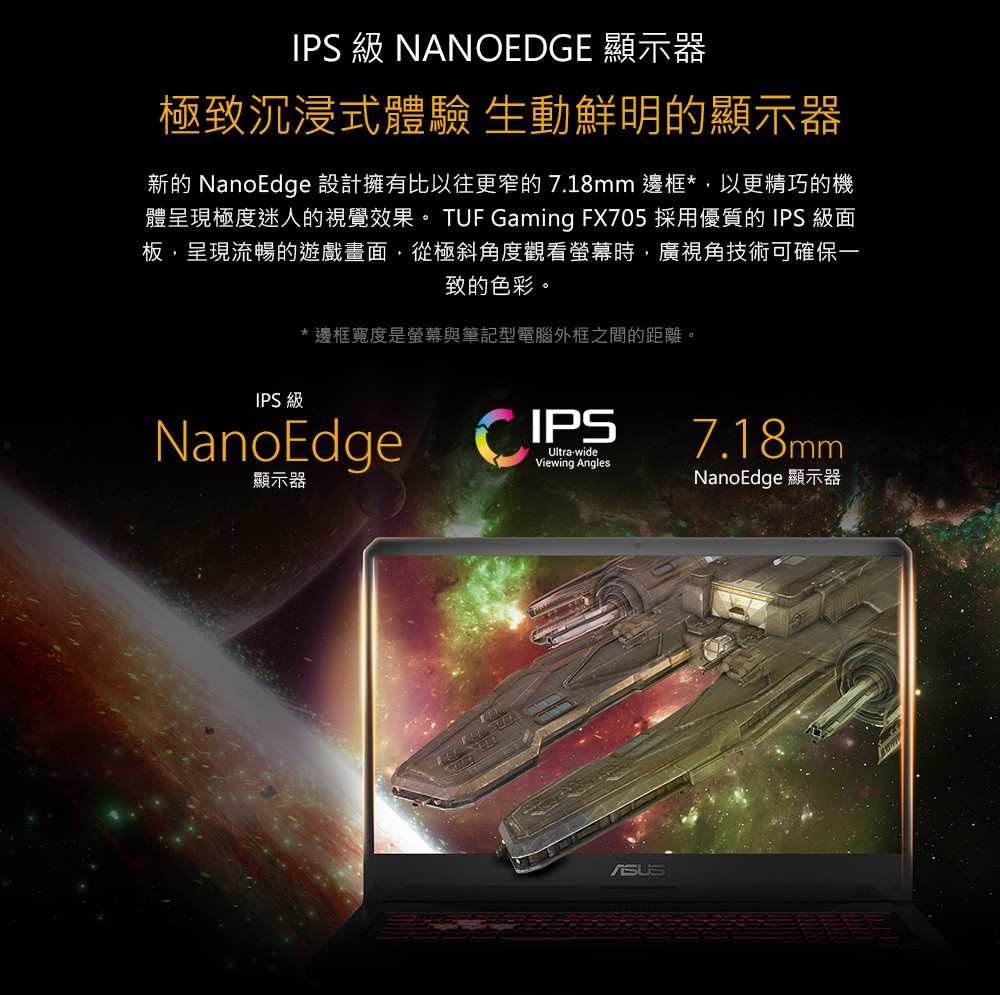 IPS 級 NANOEDGE 顯示器
極致沉浸式體驗 生動鮮明的顯示器
新的 NanoEdge 設計擁有比以往更窄的 7.18mm 邊框*，以更精巧的機
體呈現極度迷人的視覺效果。 TUF Gaming FX705 採用優質的 IPS 級面
板，呈現流暢的遊戲畫面，從極斜角度觀看螢幕時，廣視角技術可確保一
致的色彩。
* 邊框寬度是螢幕與筆記型電腦外框之間的距離。
IPS 級
NanoEdge
顯示器
IPS
Ultra-wide
Viewing Angles
7.18mm
NanoEdge 顯示器
ASUS